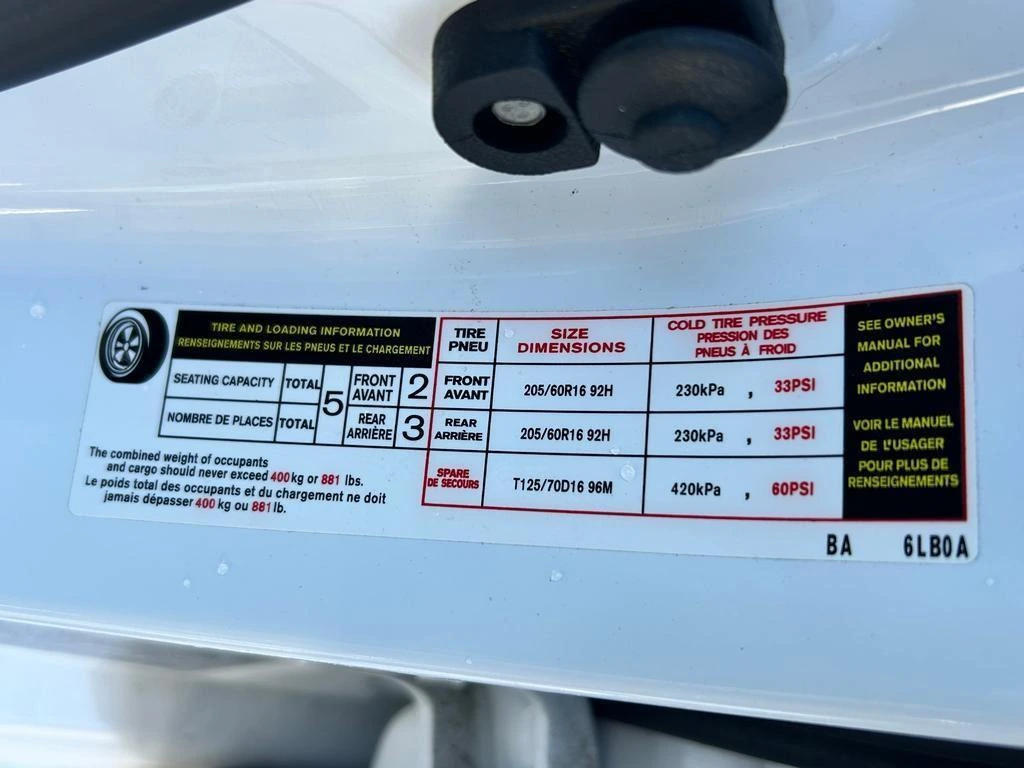 TIRE AND LOADING INFORMATION
RENSEIGNEMENTS SUR LES PNEUS ET LE CHARGEMENT
SEATING CAPACITY TOTAL 5 FRONT
AVANT 2
NOMBRE DE PLACES TOTAL REAR
ARRIÈRE 3
The combined weight of occupants
and cargo should never exceed 400 kg or 881 lbs.
Le poids total des occupants et du chargement ne doit
jamais dépasser 400 kg ou 881 lb.
TIRE
PNEU
SIZE
DIMENSIONS
COLD TIRE PRESSURE
PRESSION DES
PNEUS À FROID
FRONT
AVANT
205/60R16 92H
230kPa , 33PSI
REAR
ARRIÈRE
205/60R16 92H
230kPa , 33PSI
SPARE
DE SECOURS
T125/70D16 96M
420kPa , 60PSI
SEE OWNER'S
MANUAL FOR
ADDITIONAL
INFORMATION
VOIR LE MANUEL
DE L'USAGER
POUR PLUS DE
RENSEIGNEMENTS
BA 6LB0A